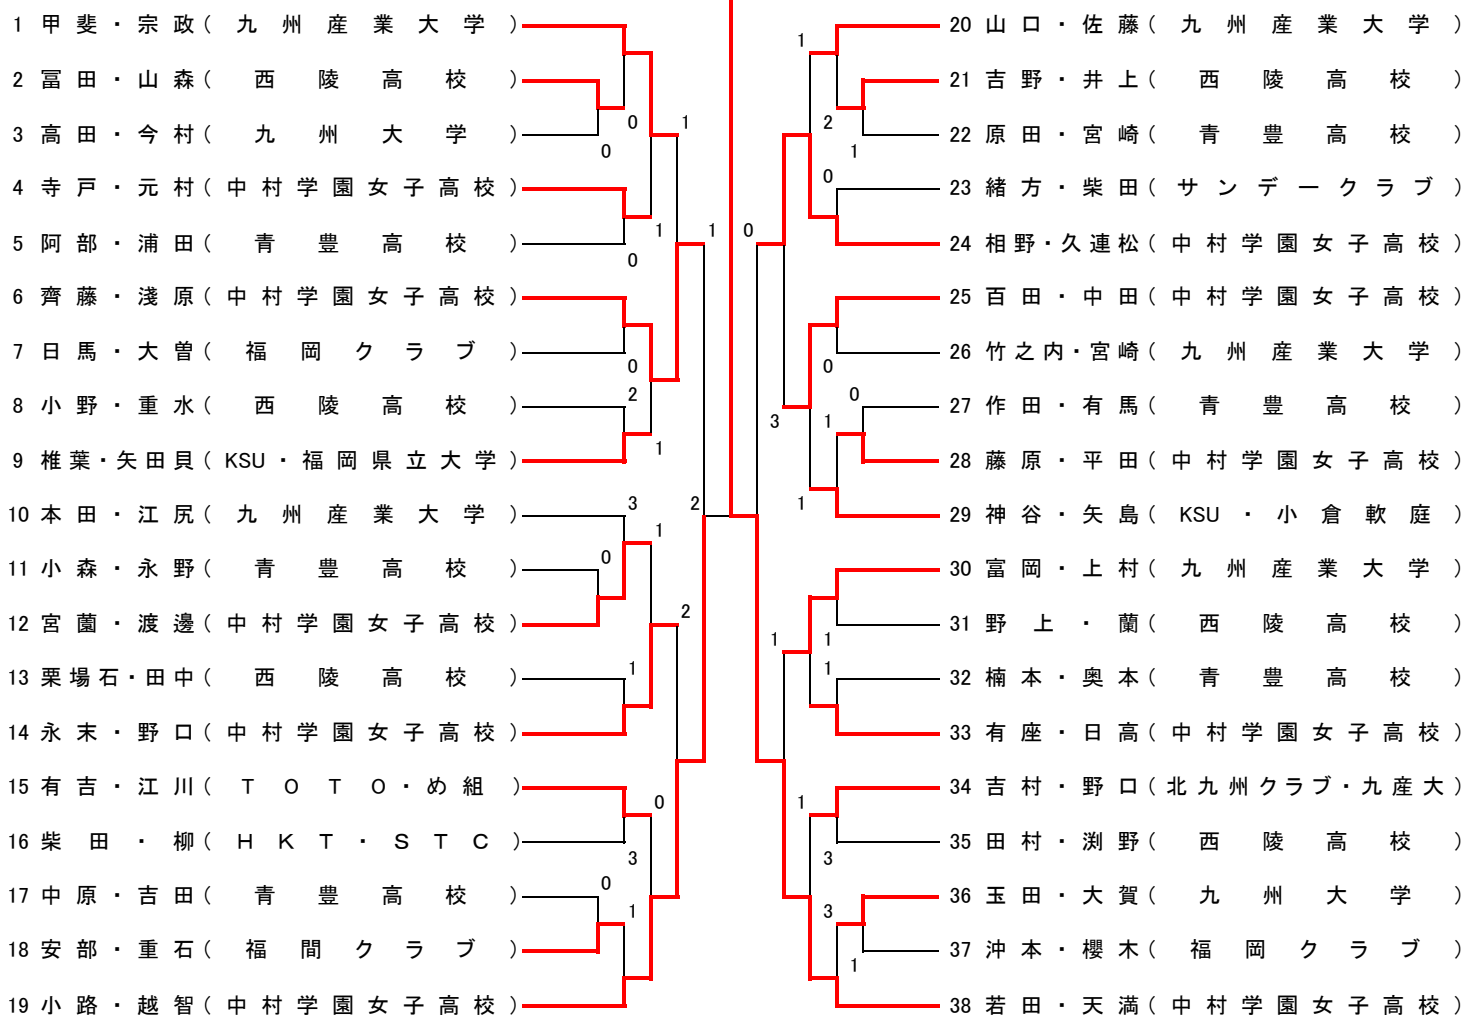 1 甲斐・宗政(九州産業大学)
2 冨田・山森(西陵高校)
3 高田・今村(九州大学)
4 寺戸・元村(中村学園女子高校)
5 阿部・浦田(青豊高校)
6 齊藤・淺原(中村学園女子高校)
7 日馬・大曽(福岡クラブ)
8 小野・重水(西陵高校)
9 椎葉・矢田貝(KSU・福岡県立大学)
10 本田・江尻(九州産業大学)
11 小森・永野(青豊高校)
12 宮薗・渡邊(中村学園女子高校)
13 栗場石・田中(西陵高校)
14 永末・野口(中村学園女子高校)
15 有吉・江川(TOTO・め組)
16 柴田・柳(HKT・STC)
17 中原・吉田(青豊高校)
18 安部・重石(福間クラブ)
19 小路・越智(中村学園女子高校)
0
0
0
0
2
0
0
1
3
0
1
1
1
1
3
1
0
1
2
1
2
0
3
1
1
2
1
0
0
0
1
1
1
1
1
3
3
1
20 山口・佐藤(九州産業大学)
21 吉野・井上(西陵高校)
22 原田・宮崎(青豊高校)
23 緒方・柴田(サンデークラブ)
24 相野・久連松(中村学園女子高校)
25 百田・中田(中村学園女子高校)
26 竹之内・宮崎(九州産業大学)
27 作田・有馬(青豊高校)
28 藤原・平田(中村学園女子高校)
29 神谷・矢島(KSU・小倉軟庭)
30 富岡・上村(九州産業大学)
31 野上・蘭(西陵高校)
32 楠本・奥本(青豊高校)
33 有座・日高(中村学園女子高校)
34 吉村・野口(北九州クラブ・九産大)
35 田村・渕野(西陵高校)
36 玉田・大賀(九州大学)
37 沖本・櫻木(福岡クラブ)
38 若田・天満(中村学園女子高校)